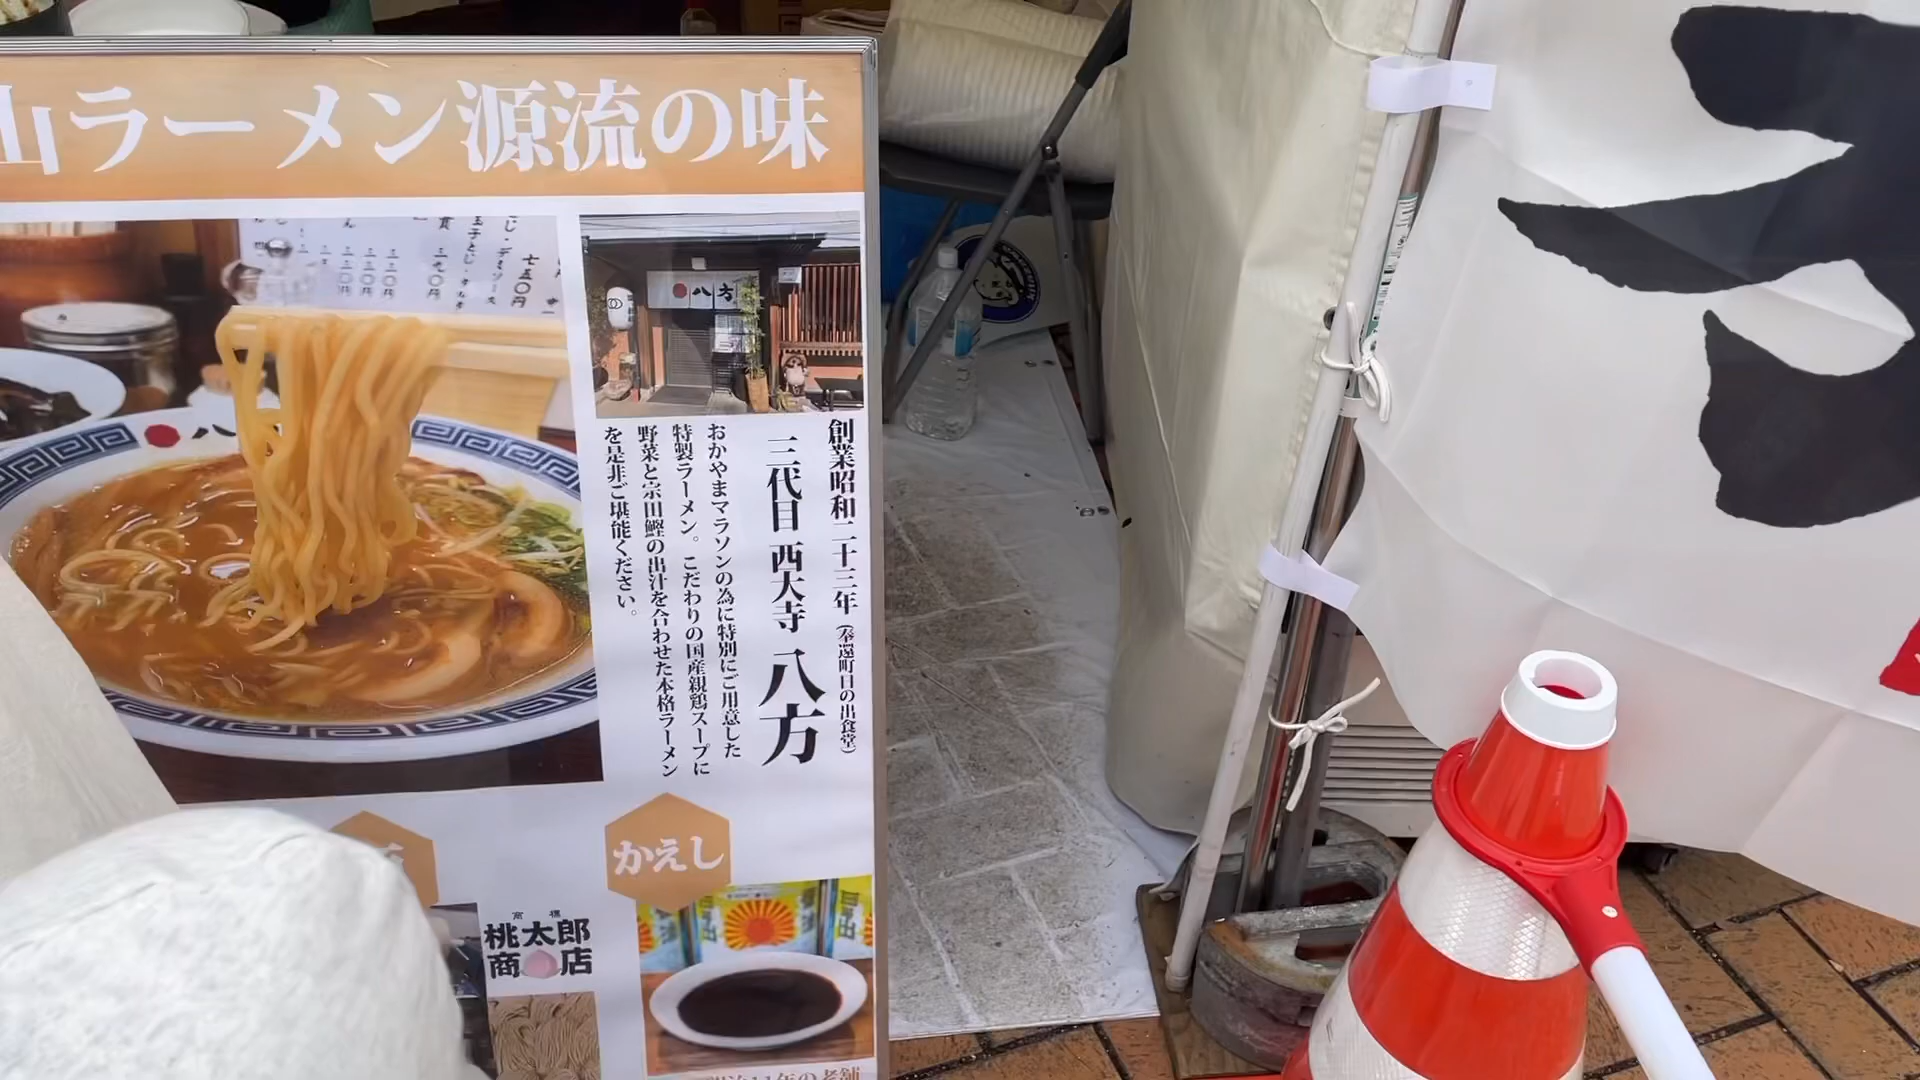 山ラーメン源流の味
七五〇円
八方
創業昭和二十三年(奉還町日の出食堂)
三代目 西大寺 八方
おかやまマラソンの為に特別にご用意した
特製ラーメン。こだわりの国産親鶏スープに
野菜と宗田鰹の出汁を合わせた本格ラーメン
を是非ご堪能ください。
かえし
桃太郎
商店